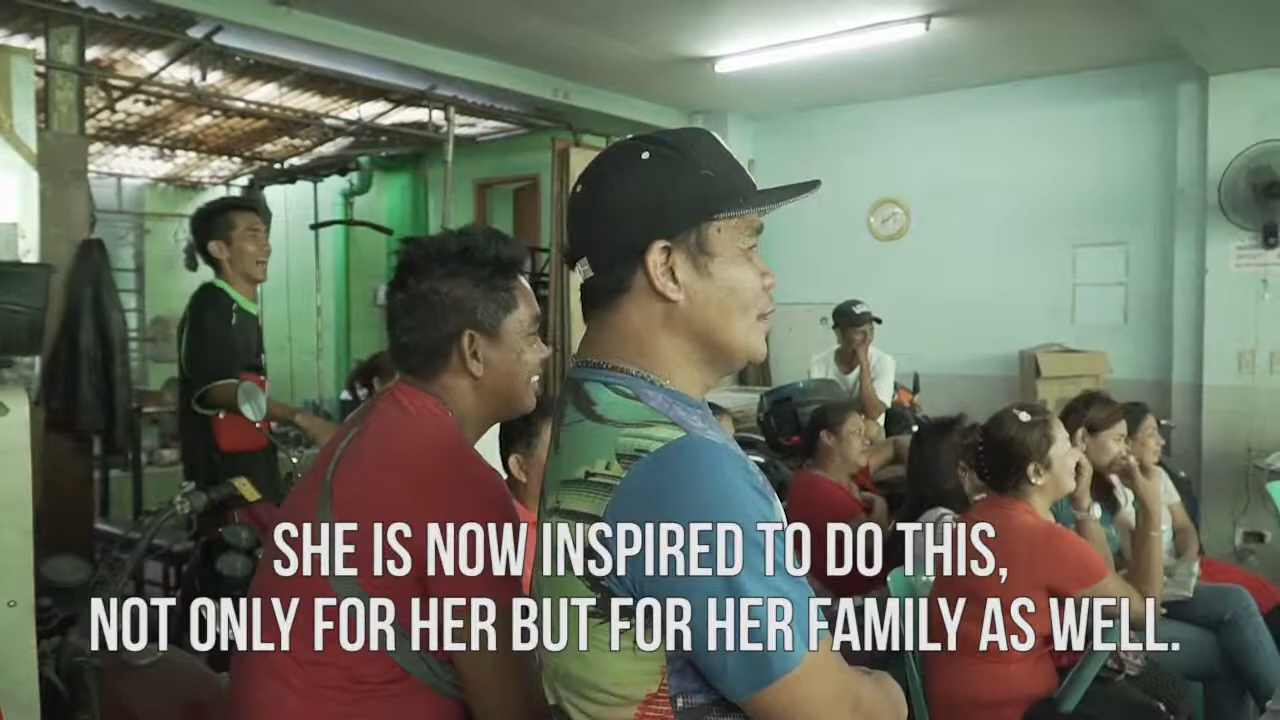 SHE IS NOW INSPIRED TO DO THIS,
NOT ONLY FOR HER BUT FOR HER FAMILY AS WELL.